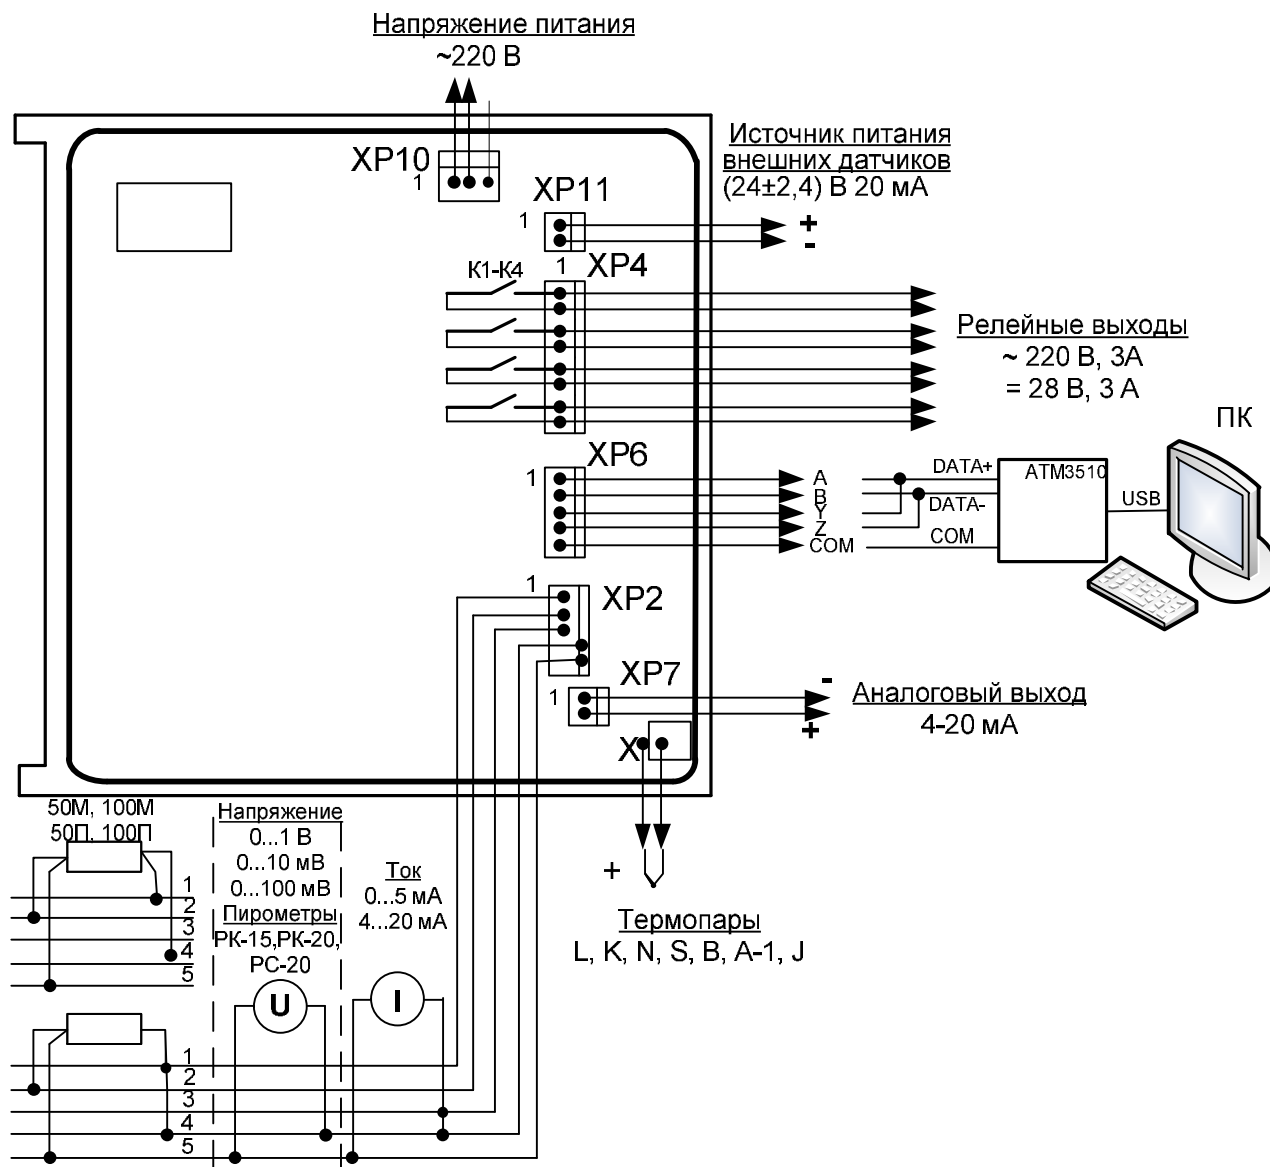 Напряжение питания
~220 В
Источник питания
внешних датчиков
(24±2,4) В 20 мА
XP10
1
XP11
1
+
-
К1-К4
1
XP4
Релейные выходы
~ 220 В, 3А
= 28 В, 3 А
ПК
XP6
1
A
B
Y
Z
COM
DATA+
DATA-
COM
ATM3510
USB
1
XP2
XP7
1
-
+
Аналоговый выход
4-20 мА
X
+
Термопары
L, K, N, S, B, A-1, J
50М, 100М
50П, 100П
1
2
3
4
5
Напряжение
0...1 В
0...10 мВ
0...100 мВ
Пирометры
РК-15,РК-20,
РС-20
Ток
0...5 мА
4...20 мА
U
I
1
2
3
4
5